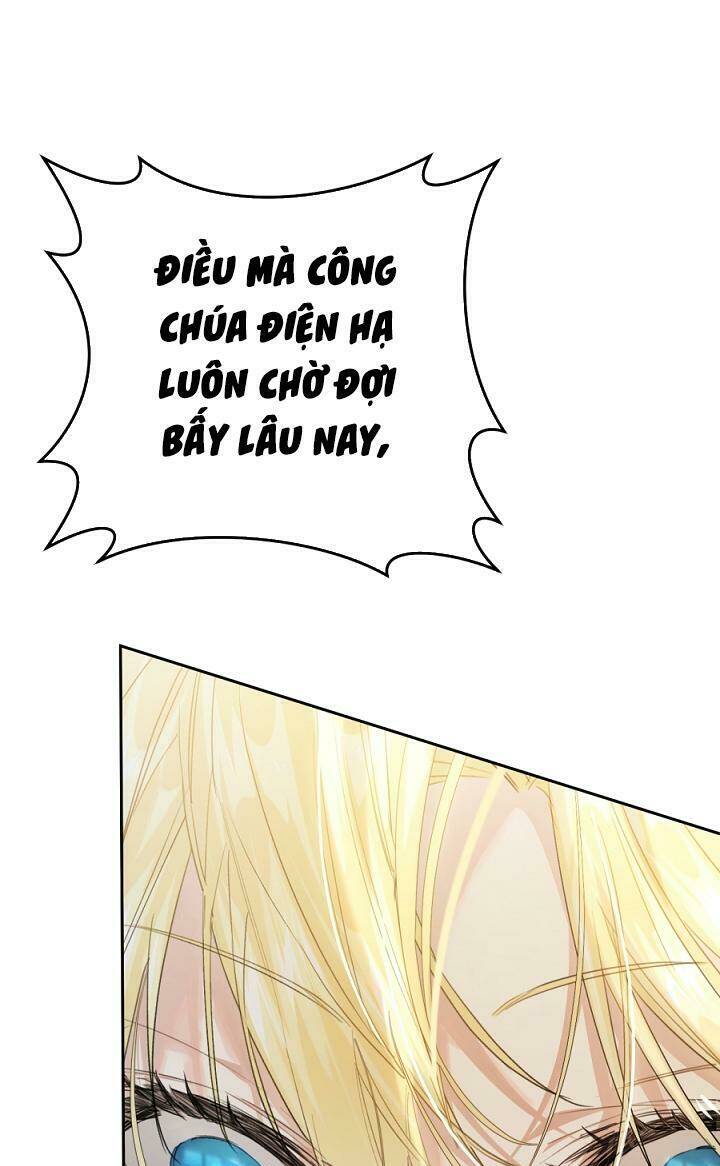 ĐIỀU MÀ CÔNG
CHÚA ĐIỆN HẠ
LUÔN CHỜ ĐỢI
BẤY LÂU NAY,